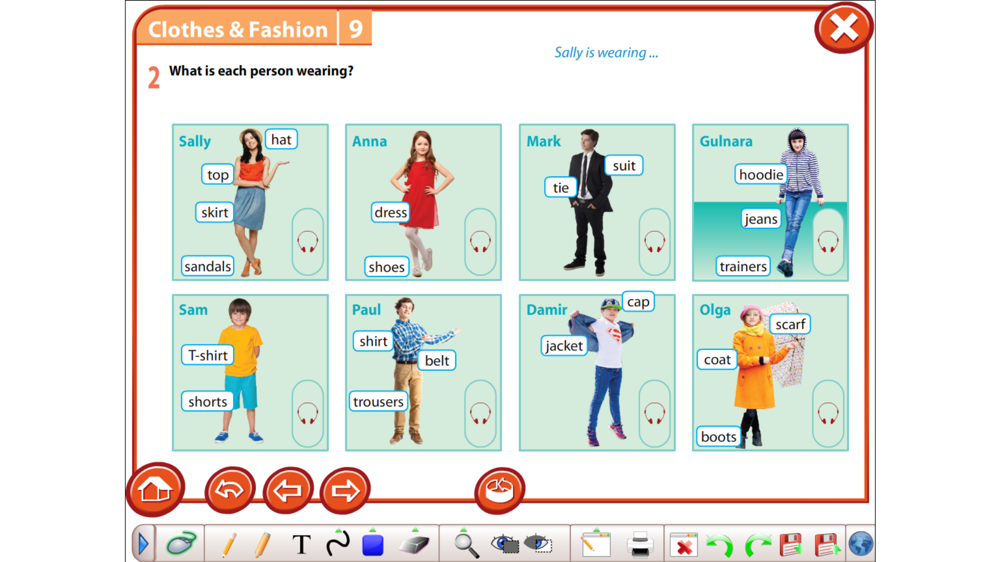 Clothes & Fashion 9
Sally is wearing ...
2 What is each person wearing?
Sally
hat
top
skirt
sandals
Anna
dress
shoes
Mark
suit
tie
Gulnara
hoodie
jeans
trainers
Sam
T-shirt
shorts
Paul
shirt
belt
trousers
Damir
cap
jacket
Olga
scarf
coat
boots
T